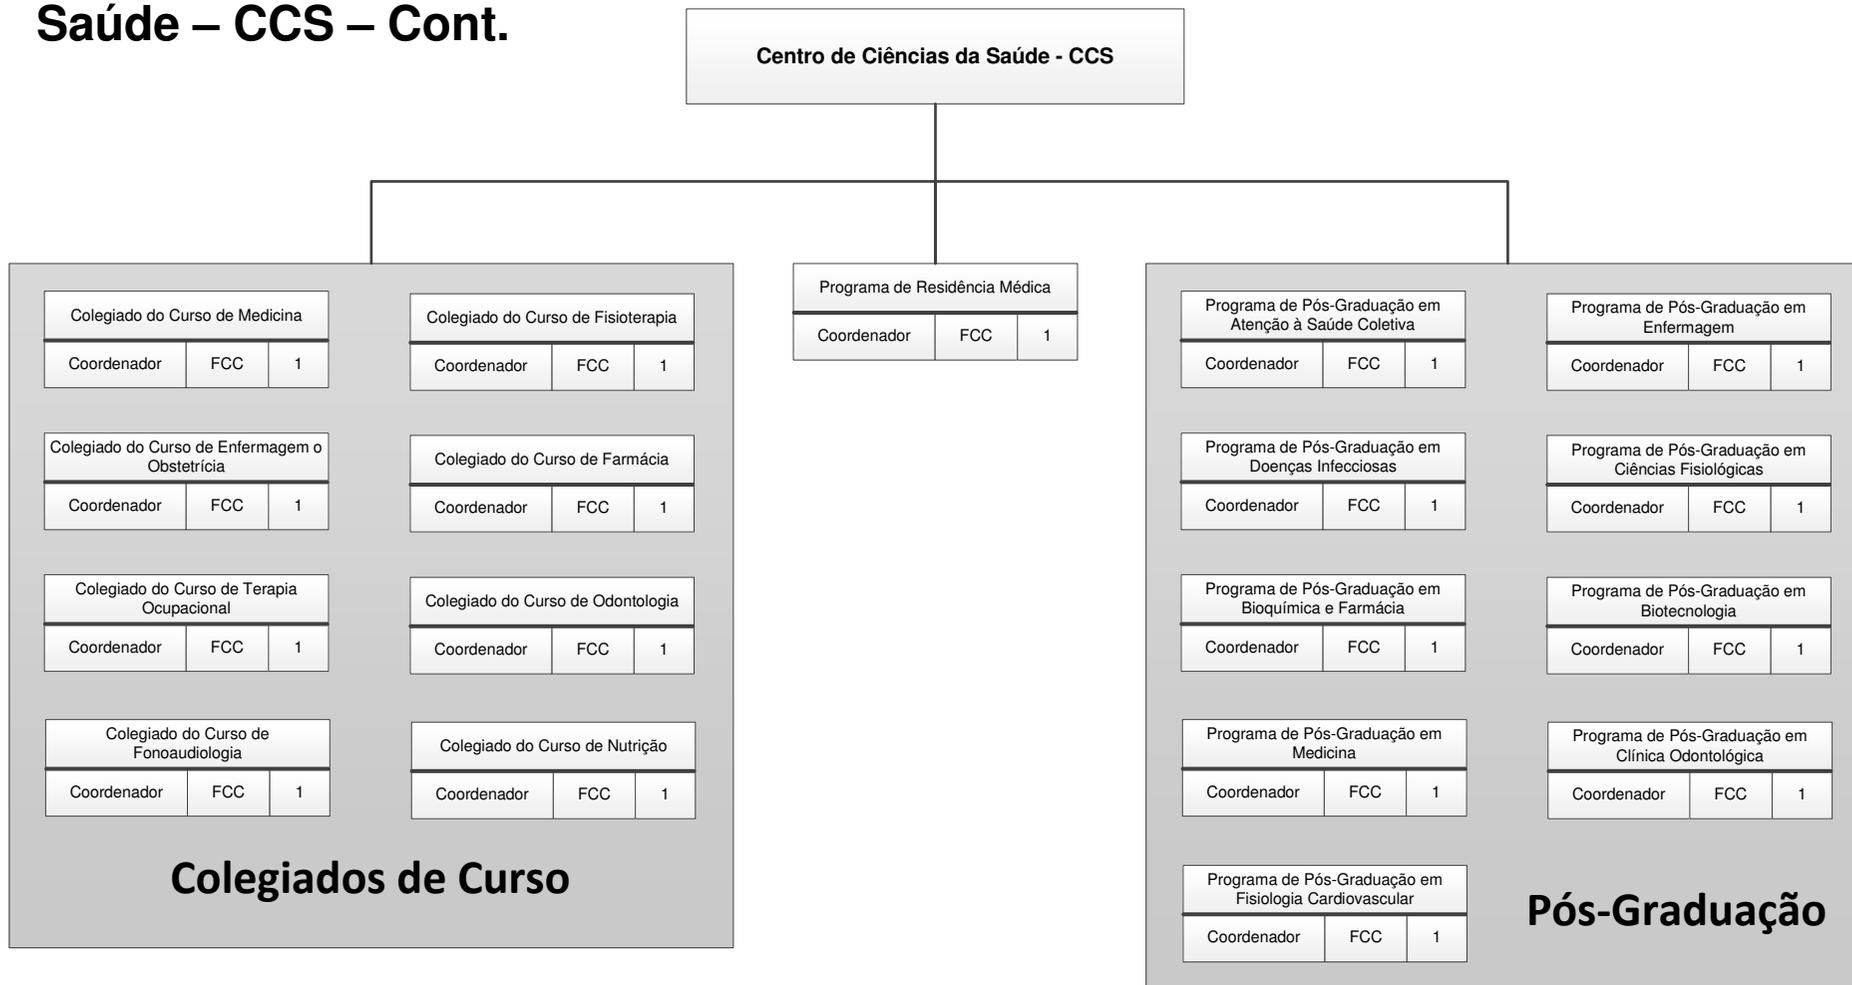 Saúde – CCS – Cont.
Centro de Ciências da Saúde - CCS
Colegiado do Curso de Medicina
Coordenador FCC 1
Colegiado do Curso de Fisioterapia
Coordenador FCC 1
Colegiado do Curso de Enfermagem o
Obstetrícia
Coordenador FCC 1
Colegiado do Curso de Farmácia
Coordenador FCC 1
Colegiado do Curso de Terapia
Ocupacional
Coordenador FCC 1
Colegiado do Curso de Odontologia
Coordenador FCC 1
Colegiado do Curso de
Fonoaudiologia
Coordenador FCC 1
Colegiado do Curso de Nutrição
Coordenador FCC 1
Colegiados de Curso
Programa de Residência Médica
Coordenador FCC 1
Programa de Pós-Graduação em
Atenção à Saúde Coletiva
Coordenador FCC 1
Programa de Pós-Graduação em
Enfermagem
Coordenador FCC 1
Programa de Pós-Graduação em
Doenças Infecciosas
Coordenador FCC 1
Programa de Pós-Graduação em
Ciências Fisiológicas
Coordenador FCC 1
Programa de Pós-Graduação em
Bioquímica e Farmácia
Coordenador FCC 1
Programa de Pós-Graduação em
Biotecnologia
Coordenador FCC 1
Programa de Pós-Graduação em
Medicina
Coordenador FCC 1
Programa de Pós-Graduação em
Clínica Odontológica
Coordenador FCC 1
Programa de Pós-Graduação em
Fisiologia Cardiovascular
Coordenador FCC 1
Pós-Graduação